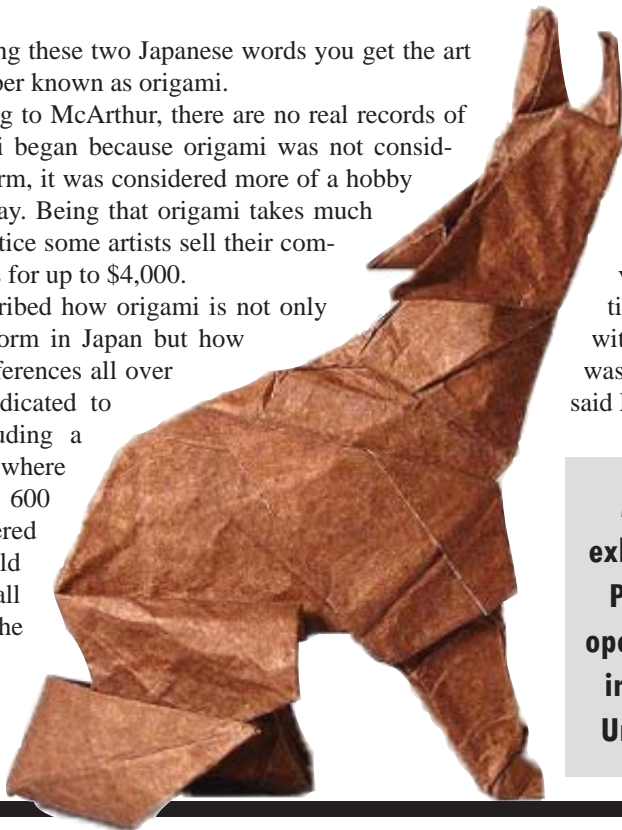 ng these two Japanese words you get the art
per known as origami.
g to McArthur, there are no real records of
i began because origami was not consid-
rm, it was considered more of a hobby
ay. Being that origami takes much
tice some artists sell their com-
s for up to $4,000.
ribed how origami is not only
orm in Japan but how
ferences all over
dicated to
uding a
where
600
ered
ld
all
he
ti
wit
was
said
exh
P
ope
in
U